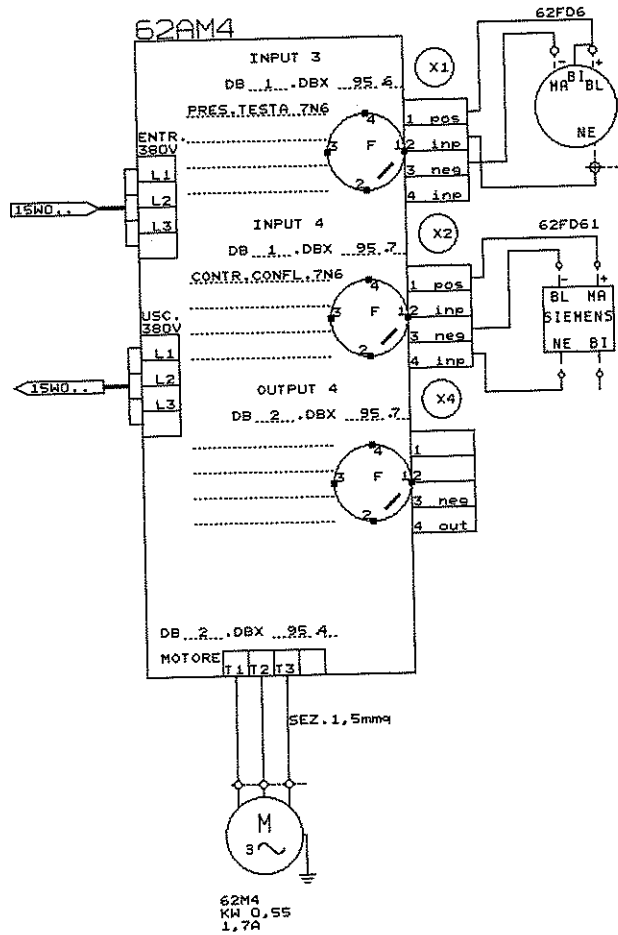 62AM4
62FD6
INPUT 3
X1
DB 1 .DBX 95.6
- +
MA BI BL
NE
PRES.TESTA 7N6
4
3 F 1
2
1 pos
2 inp
3 neg
4 inp
ENTR.
380V
L1
L2
L3
15W0..
INPUT 4
X2
62FD61
DB 1 .DBX 95.7
- +
BL MA
SIEMENS
NE BI
CONTR.CONFL.7N6
4
3 F 1
2
1 pos
2 inp
3 neg
4 inp
USC.
380V
L1
L2
L3
15W0..
OUTPUT 4
X4
DB 2 .DBX 95.7
4
3 F 1
2
1
2
3 neg
4 out
DB 2 .DBX 95.4
MOTORE T1 T2 T3
SEZ.1,5mmq
M
3
62M4
KW 0,55
1,7A